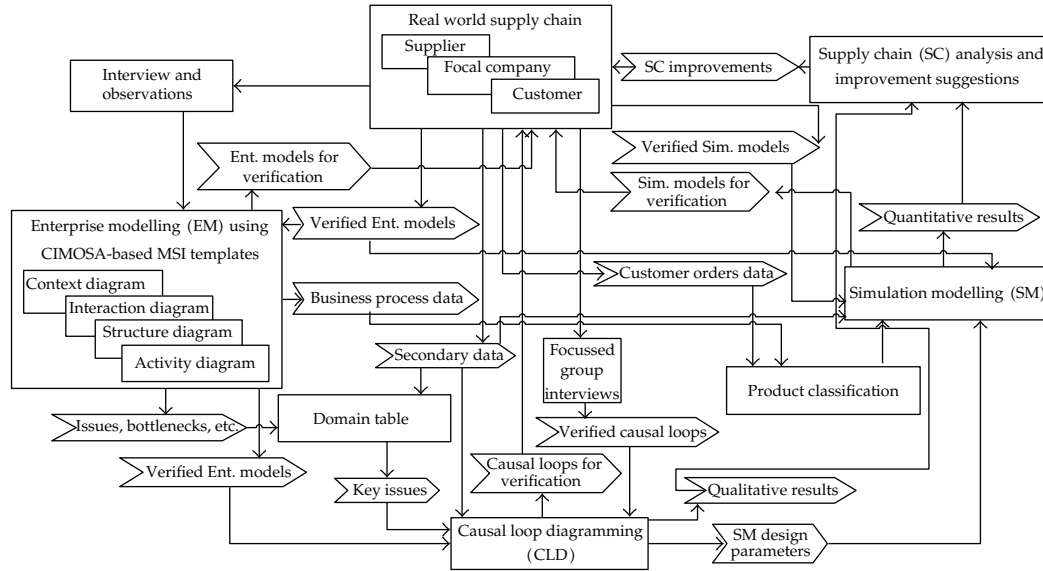 Real world supply chain
Supplier
Focal company
Customer
Interview and
observations
SC improvements
Supply chain (SC) analysis and
improvement suggestions
Ent. models for
verification
Verified Sim. models
Sim. models for
verification
Quantitative results
Enterprise modelling (EM) using
CIMOSA-based MSI templates
Context diagram
Interaction diagram
Structure diagram
Activity diagram
Verified Ent. models
Business process data
Customer orders data
Simulation modelling (SM)
Secondary data
Focussed
group
interviews
Product classification
Issues, bottlenecks, etc.
Domain table
Verified causal loops
Verified Ent. models
Key issues
Causal loops for
verification
Qualitative results
Causal loop diagramming
(CLD)
SM design
parameters